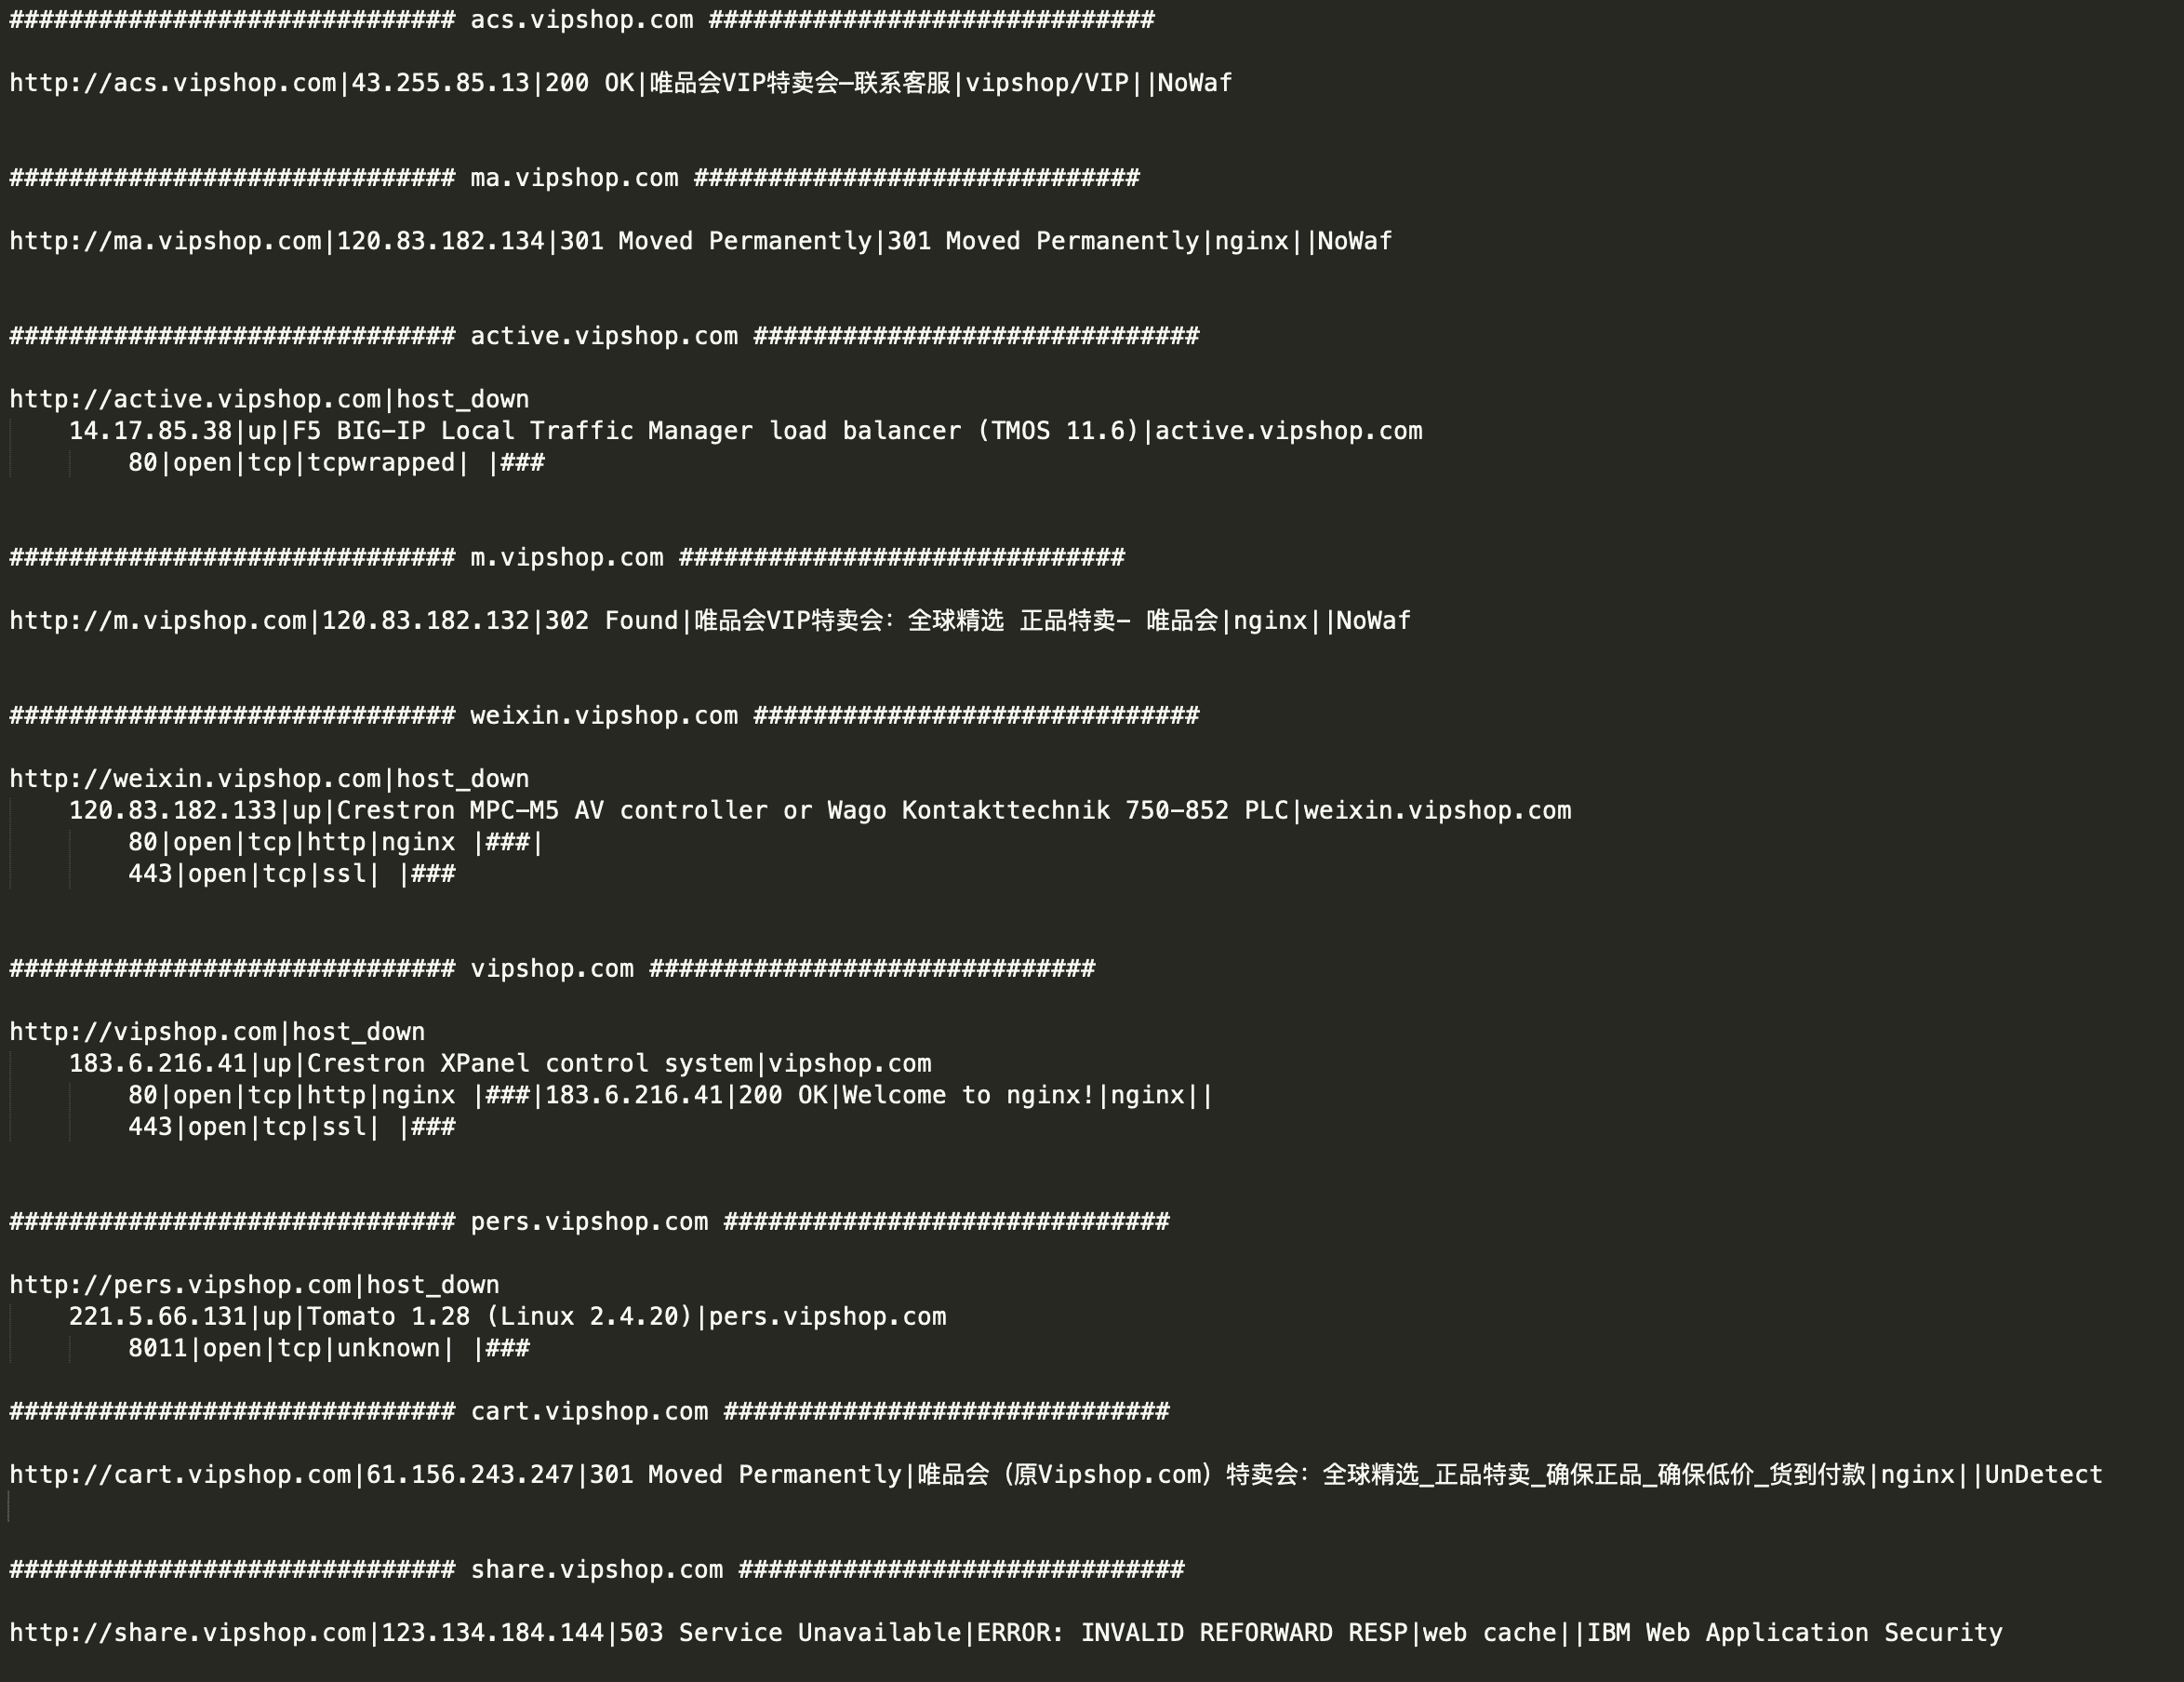 ############################## acs.vipshop.com ##############################
http://acs.vipshop.com|43.255.85.13|200 OK|唯品会VIP特卖会—联系客服|vipshop/VIP||NoWaf
############################## ma.vipshop.com ##############################
http://ma.vipshop.com|120.83.182.134|301 Moved Permanently|301 Moved Permanently|nginx||NoWaf
############################## active.vipshop.com ##############################
http://active.vipshop.com|host_down
14.17.85.38|up|F5 BIG-IP Local Traffic Manager load balancer (TMOS 11.6)|active.vipshop.com
80|open|tcp|tcpwrapped| |###
############################## m.vipshop.com ##############################
http://m.vipshop.com|120.83.182.132|302 Found|唯品会VIP特卖会：全球精选 正品特卖- 唯品会|nginx||NoWaf
############################## weixin.vipshop.com ##############################
http://weixin.vipshop.com|host_down
120.83.182.133|up|Crestron MPC-M5 AV controller or Wago Kontakttechnik 750-852 PLC|weixin.vipshop.com
80|open|tcp|http|nginx |###|
443|open|tcp|ssl| |###
############################## vipshop.com ##############################
http://vipshop.com|host_down
183.6.216.41|up|Crestron XPanel control system|vipshop.com
80|open|tcp|http|nginx |###|183.6.216.41|200 OK|Welcome to nginx!|nginx||
443|open|tcp|ssl| |###
############################## pers.vipshop.com ##############################
http://pers.vipshop.com|host_down
221.5.66.131|up|Tomato 1.28 (Linux 2.4.20)|pers.vipshop.com
8011|open|tcp|unknown| |###
############################## cart.vipshop.com ##############################
http://cart.vipshop.com|61.156.243.247|301 Moved Permanently|唯品会（原Vipshop.com）特卖会：全球精选_正品特卖_确保正品_确保低价_货到付款|nginx||UnDetect
############################## share.vipshop.com ##############################
http://share.vipshop.com|123.134.184.144|503 Service Unavailable|ERROR: INVALID REFORWARD RESP|web cache||IBM Web Application Security